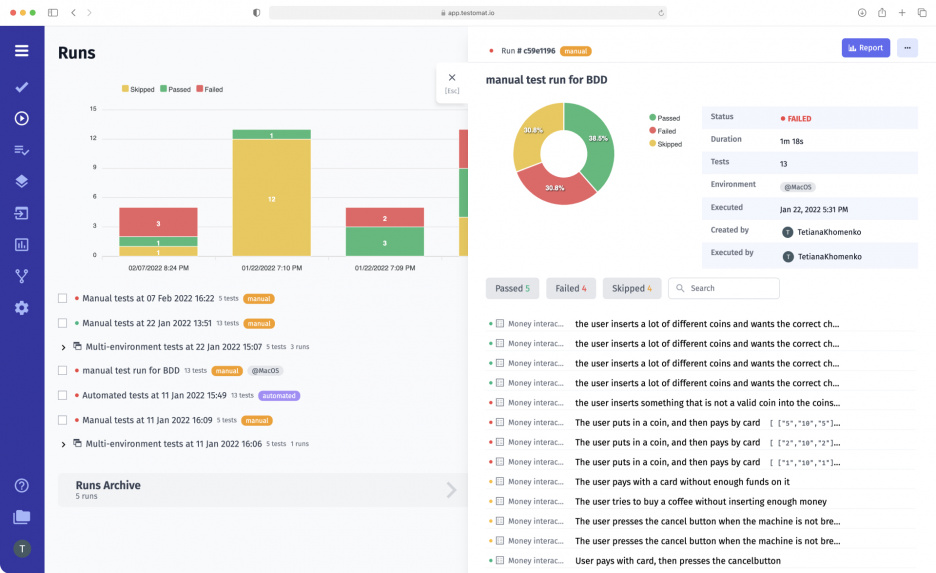 app.testomat.io
Runs
Skipped Passed Failed
15
12
9
6
3
0
3
1
1
1
12
2
3
02/07/2022 8:24 PM
01/22/2022 7:10 PM
01/22/2022 7:09 PM
Manual tests at 07 Feb 2022 16:22 5 tests manual
Manual tests at 22 Jan 2022 13:51 13 tests manual
Multi-environment tests at 22 Jan 2022 15:07 5 tests 3 runs
manual test run for BDD 13 tests manual @MacOS
Automated tests at 11 Jan 2022 15:49 13 tests automated
Manual tests at 11 Jan 2022 16:09 5 tests manual
Multi-environment tests at 11 Jan 2022 16:06 5 tests 1 runs
Runs Archive
5 runs
T
[Esc]
Run # c59e1196 manual
Report
manual test run for BDD
30.8%
38.5%
30.8%
Passed
Failed
Skipped
Status FAILED
Duration 1m 18s
Tests 13
Environment @MacOS
Executed Jan 22, 2022 5:31 PM
Created by T TetianaKhomenko
Executed by T TetianaKhomenko
Passed 5 Failed 4 Skipped 4 Search
Money interac... the user inserts a lot of different coins and wants the correct ch...
Money interac... the user inserts a lot of different coins and wants the correct ch...
Money interac... the user inserts a lot of different coins and wants the correct ch...
Money interac... the user inserts a lot of different coins and wants the correct ch...
Money interac... the user inserts something that is not a valid coin into the coins...
Money interac... The user puts in a coin, and then pays by card [ ["5","10","5"]...
Money interac... The user puts in a coin, and then pays by card [ ["2","10","2"]...
Money interac... The user puts in a coin, and then pays by card [ ["1","10","1"]...
Money interac... The user pays with a card without enough funds on it
Money interac... The user tries to buy a coffee without inserting enough money
Money interac... The user presses the cancel button when the machine is not bre...
Money interac... The user presses the cancel button when the machine is not bre...
Money interac... User pays with card, then presses the cancelbutton